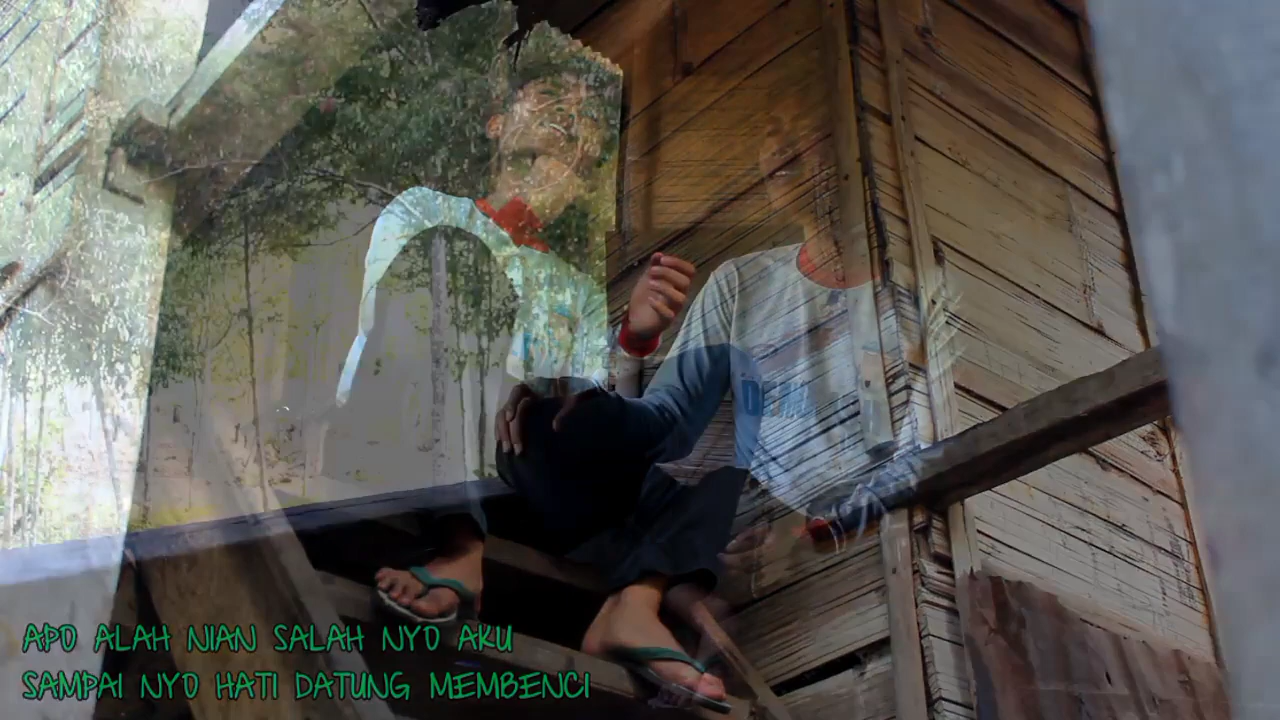 APO ALAH NIAN SALAH NYO AKU
SAMPAI NYO HATI DATUNG MEMBENCI